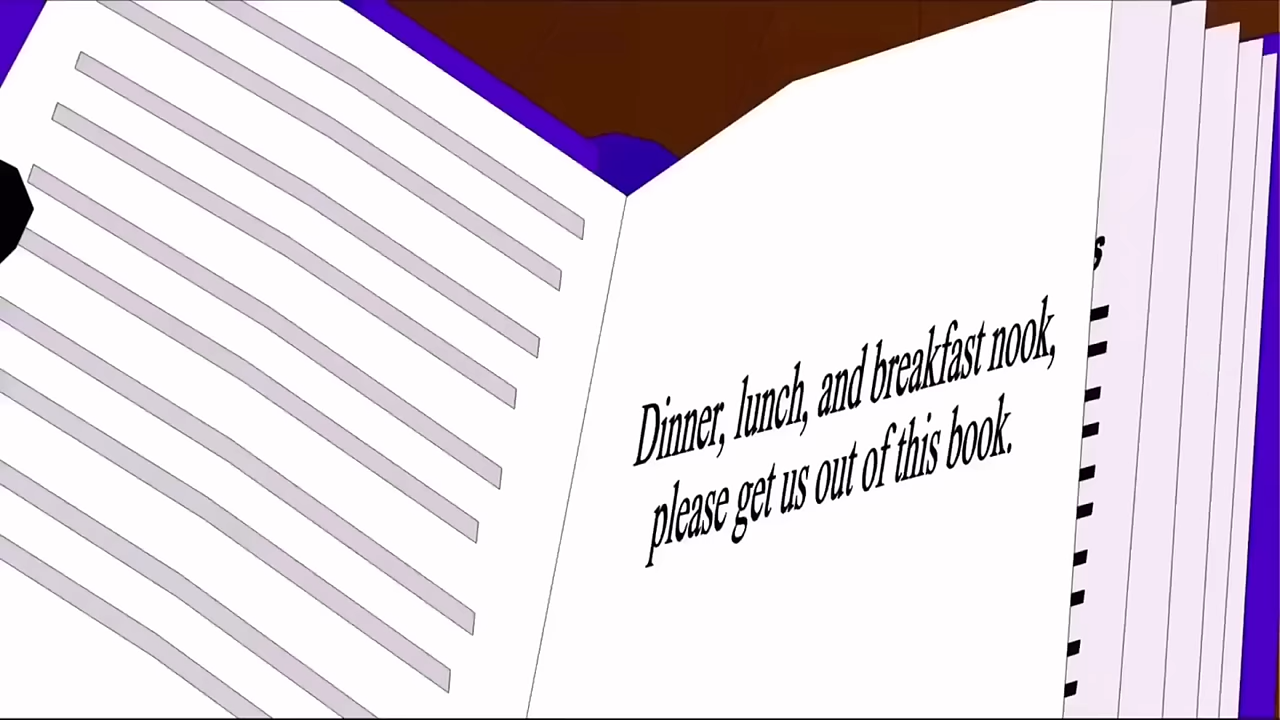 Dinner, lunch, and breakfast nook,
please get us out of this book.
s